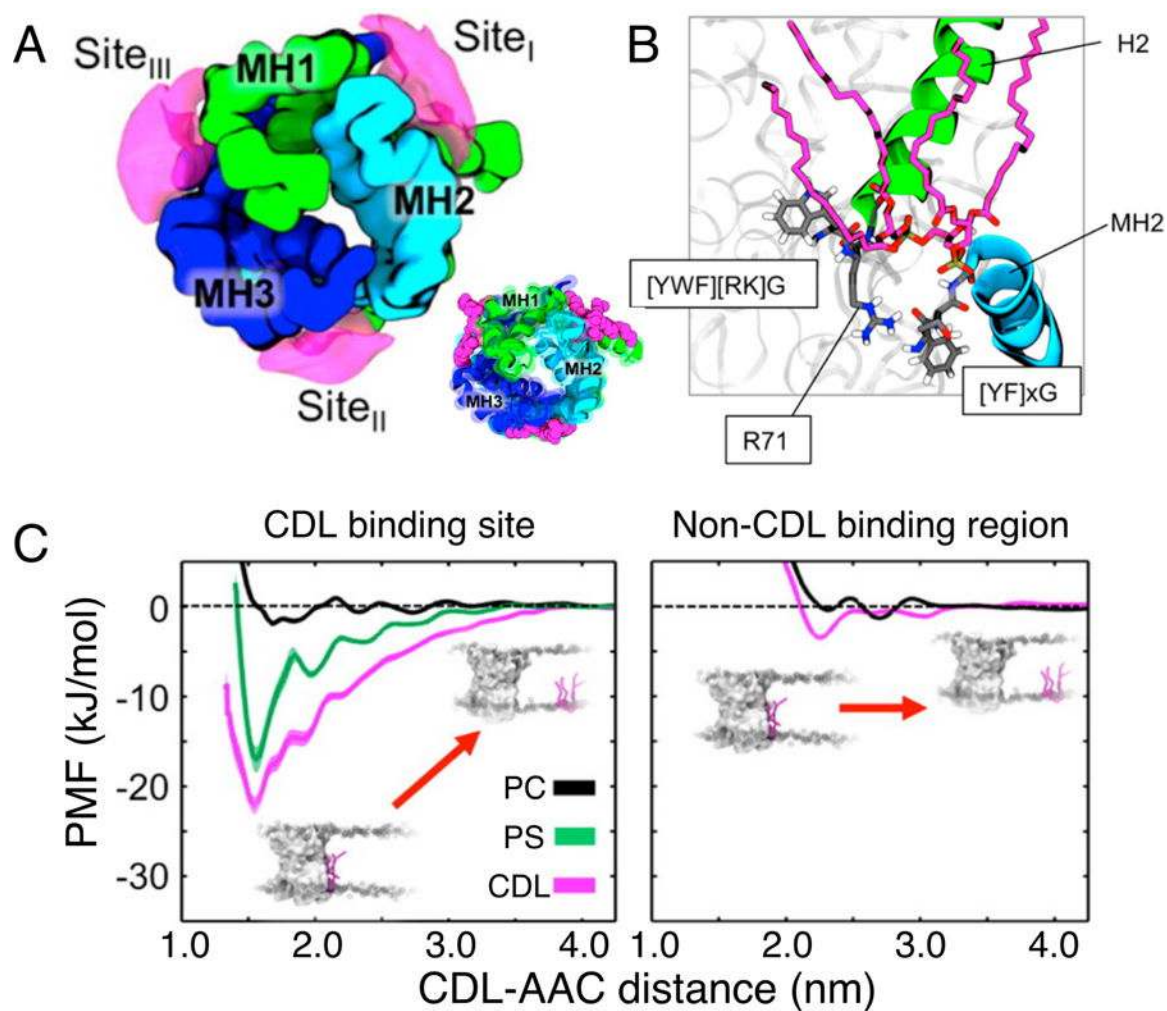 A
Site_III
MH1
Site_I
MH2
MH3
Site_II
MH1
MH2
MH3
B
H2
MH2
[YWF][RK]G
[YF]xG
R71
C
CDL binding site
Non-CDL binding region
PMF (kJ/mol)
0
-10
-20
-30
PC
PS
CDL
1.0 2.0 3.0 4.0
1.0 2.0 3.0 4.0
CDL-AAC distance (nm)